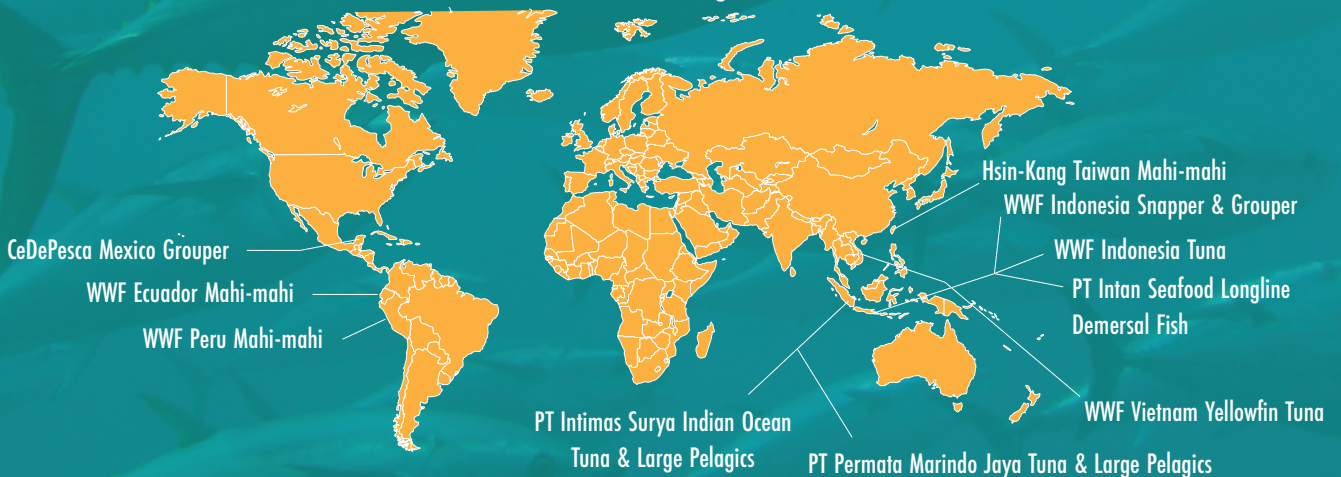 Hsin-Kang Taiwan Mahi-mahi
WWF Indonesia Snapper & Grouper
CeDePesca Mexico Grouper
WWF Indonesia Tuna
WWF Ecuador Mahi-mahi
PT Intan Seafood Longline
Demersal Fish
WWF Peru Mahi-mahi
WWF Vietnam Yellowfin Tuna
PT Intimas Surya Indian Ocean
Tuna & Large Pelagics
PT Permata Marindo Jaya Tuna & Large Pelagics